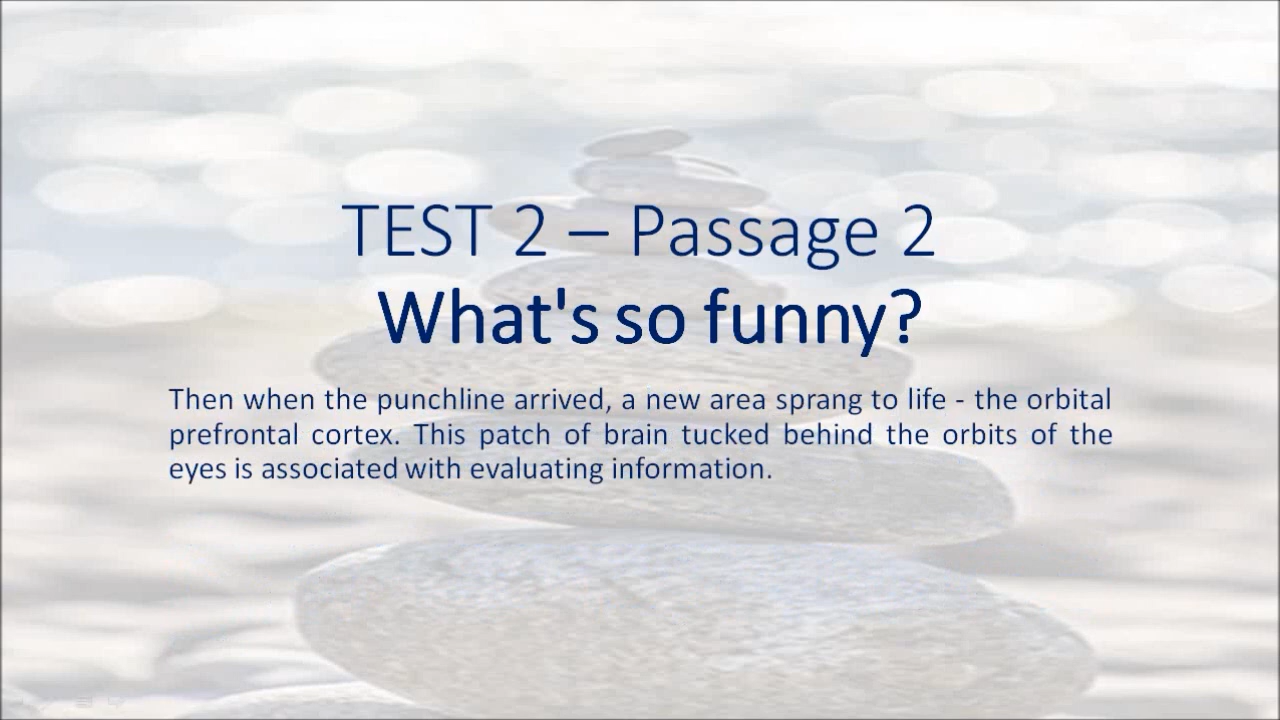 TEST 2 – Passage 2
What's so funny?
Then when the punchline arrived, a new area sprang to life - the orbital
prefrontal cortex. This patch of brain tucked behind the orbits of the
eyes is associated with evaluating information.